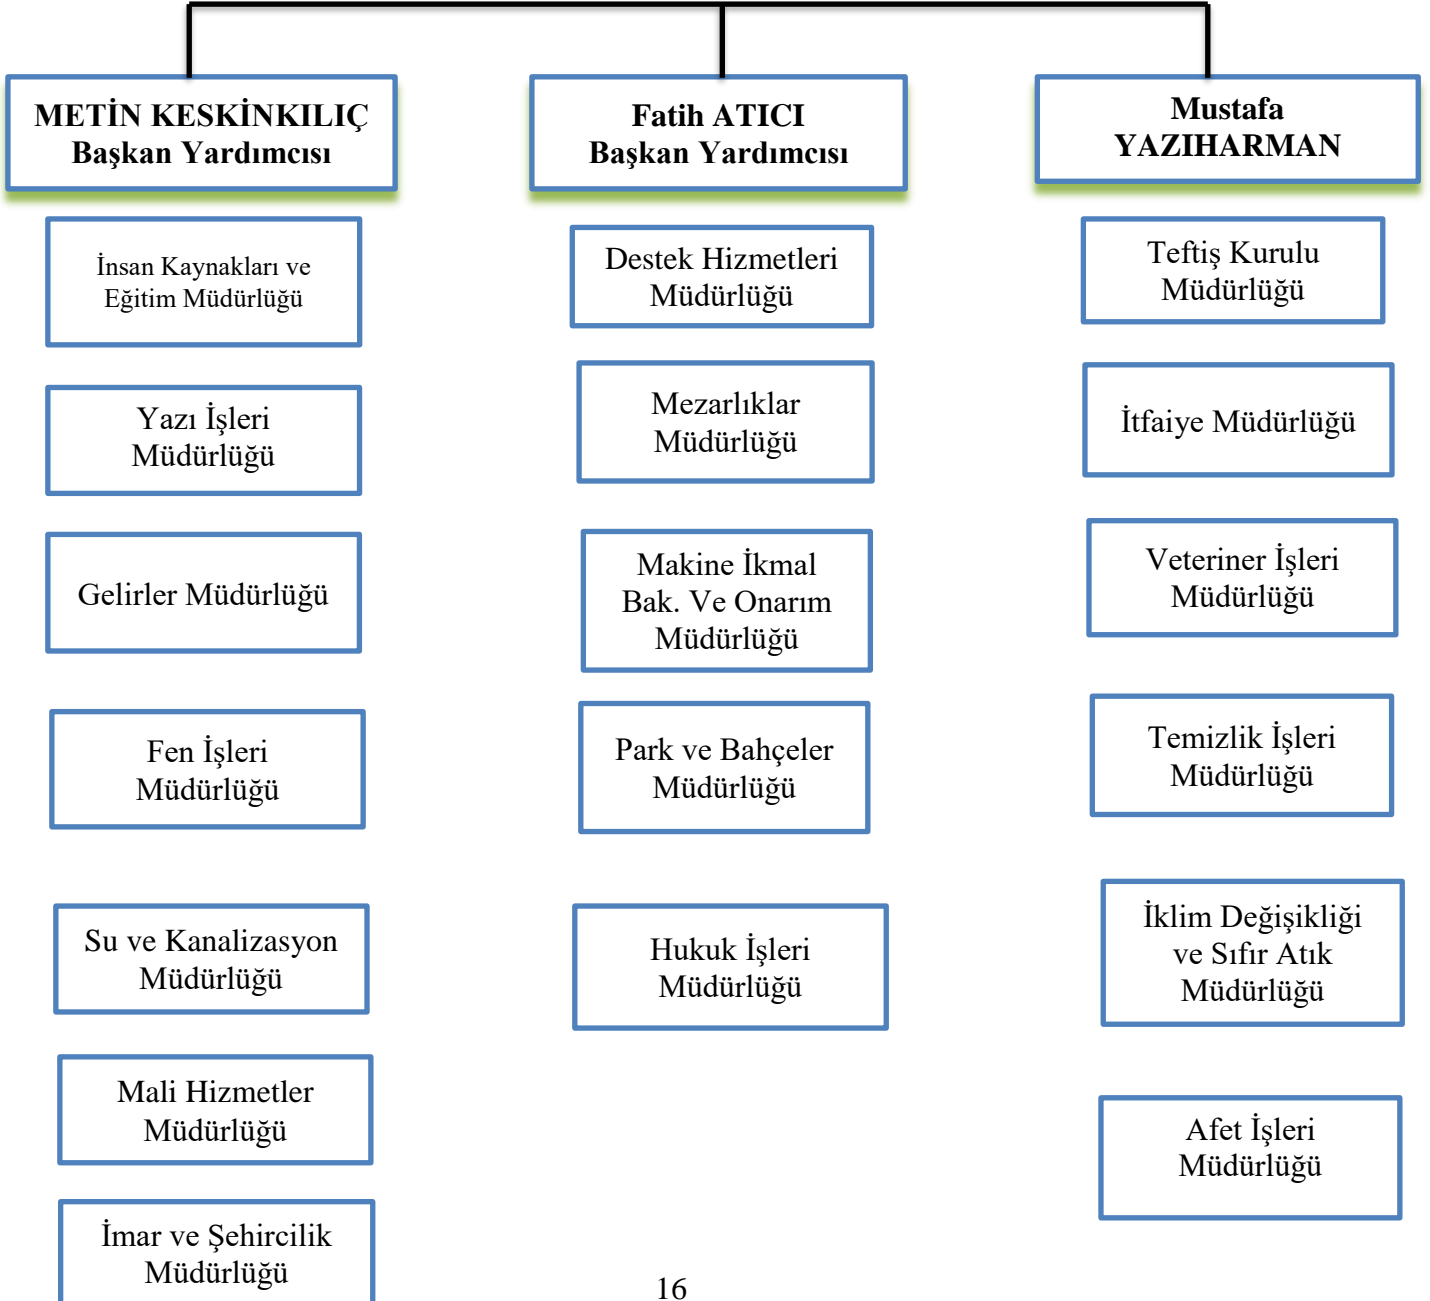 METİN KESKİNKILIÇ
Başkan Yardımcısı
İnsan Kaynakları ve
Eğitim Müdürlüğü
Yazı İşleri
Müdürlüğü
Gelirler Müdürlüğü
Fen İşleri
Müdürlüğü
Su ve Kanalizasyon
Müdürlüğü
Mali Hizmetler
Müdürlüğü
İmar ve Şehircilik
Müdürlüğü
Fatih ATICI
Başkan Yardımcısı
Destek Hizmetleri
Müdürlüğü
Mezarlıklar
Müdürlüğü
Makine İkmal
Bak. Ve Onarım
Müdürlüğü
Park ve Bahçeler
Müdürlüğü
Hukuk İşleri
Müdürlüğü
Mustafa
YAZIHARMAN
Teftiş Kurulu
Müdürlüğü
İtfaiye Müdürlüğü
Veteriner İşleri
Müdürlüğü
Temizlik İşleri
Müdürlüğü
İklim Değişikliği
ve Sıfır Atık
Müdürlüğü
Afet İşleri
Müdürlüğü
16